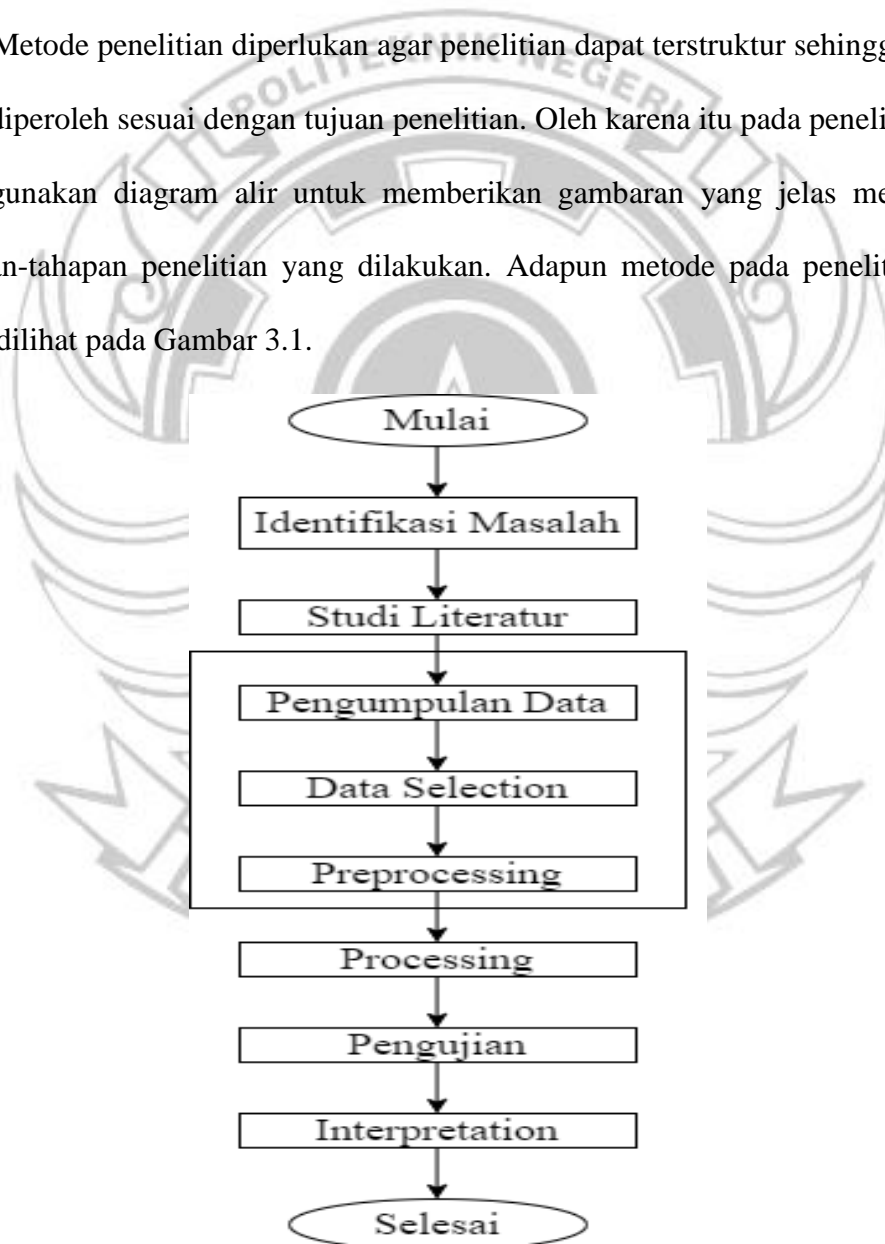 Metode penelitian diperlukan agar penelitian dapat terstruktur sehingg
diperoleh sesuai dengan tujuan penelitian. Oleh karena itu pada peneli
gunakan diagram alir untuk memberikan gambaran yang jelas me
an-tahapan penelitian yang dilakukan. Adapun metode pada penelit
dilihat pada Gambar 3.1.
POLITEKNIK NEGERI
Mulai
Identifikasi Masalah
Studi Literatur
Pengumpulan Data
Data Selection
Preprocessing
Processing
Pengujian
Interpretation
Selesai